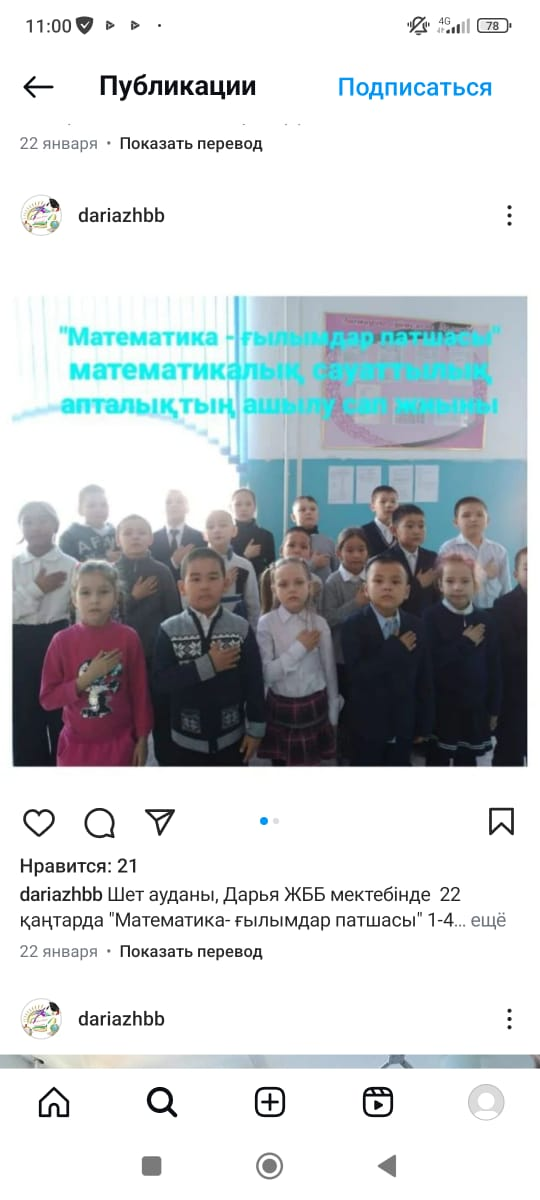 11:00
4G
78
Публикации
Подписаться
22 января • Показать перевод
dariazhbb
"Математика - ғылымдар патшасы"
математикалық сауаттылық
апталықтың ашылу сап жиыны
Нравится: 21
dariazhbb Шет ауданы, Дарья ЖББ мектебінде 22
қаңтарда "Математика- ғылымдар патшасы" 1-4... ещё
22 января • Показать перевод
dariazhbb